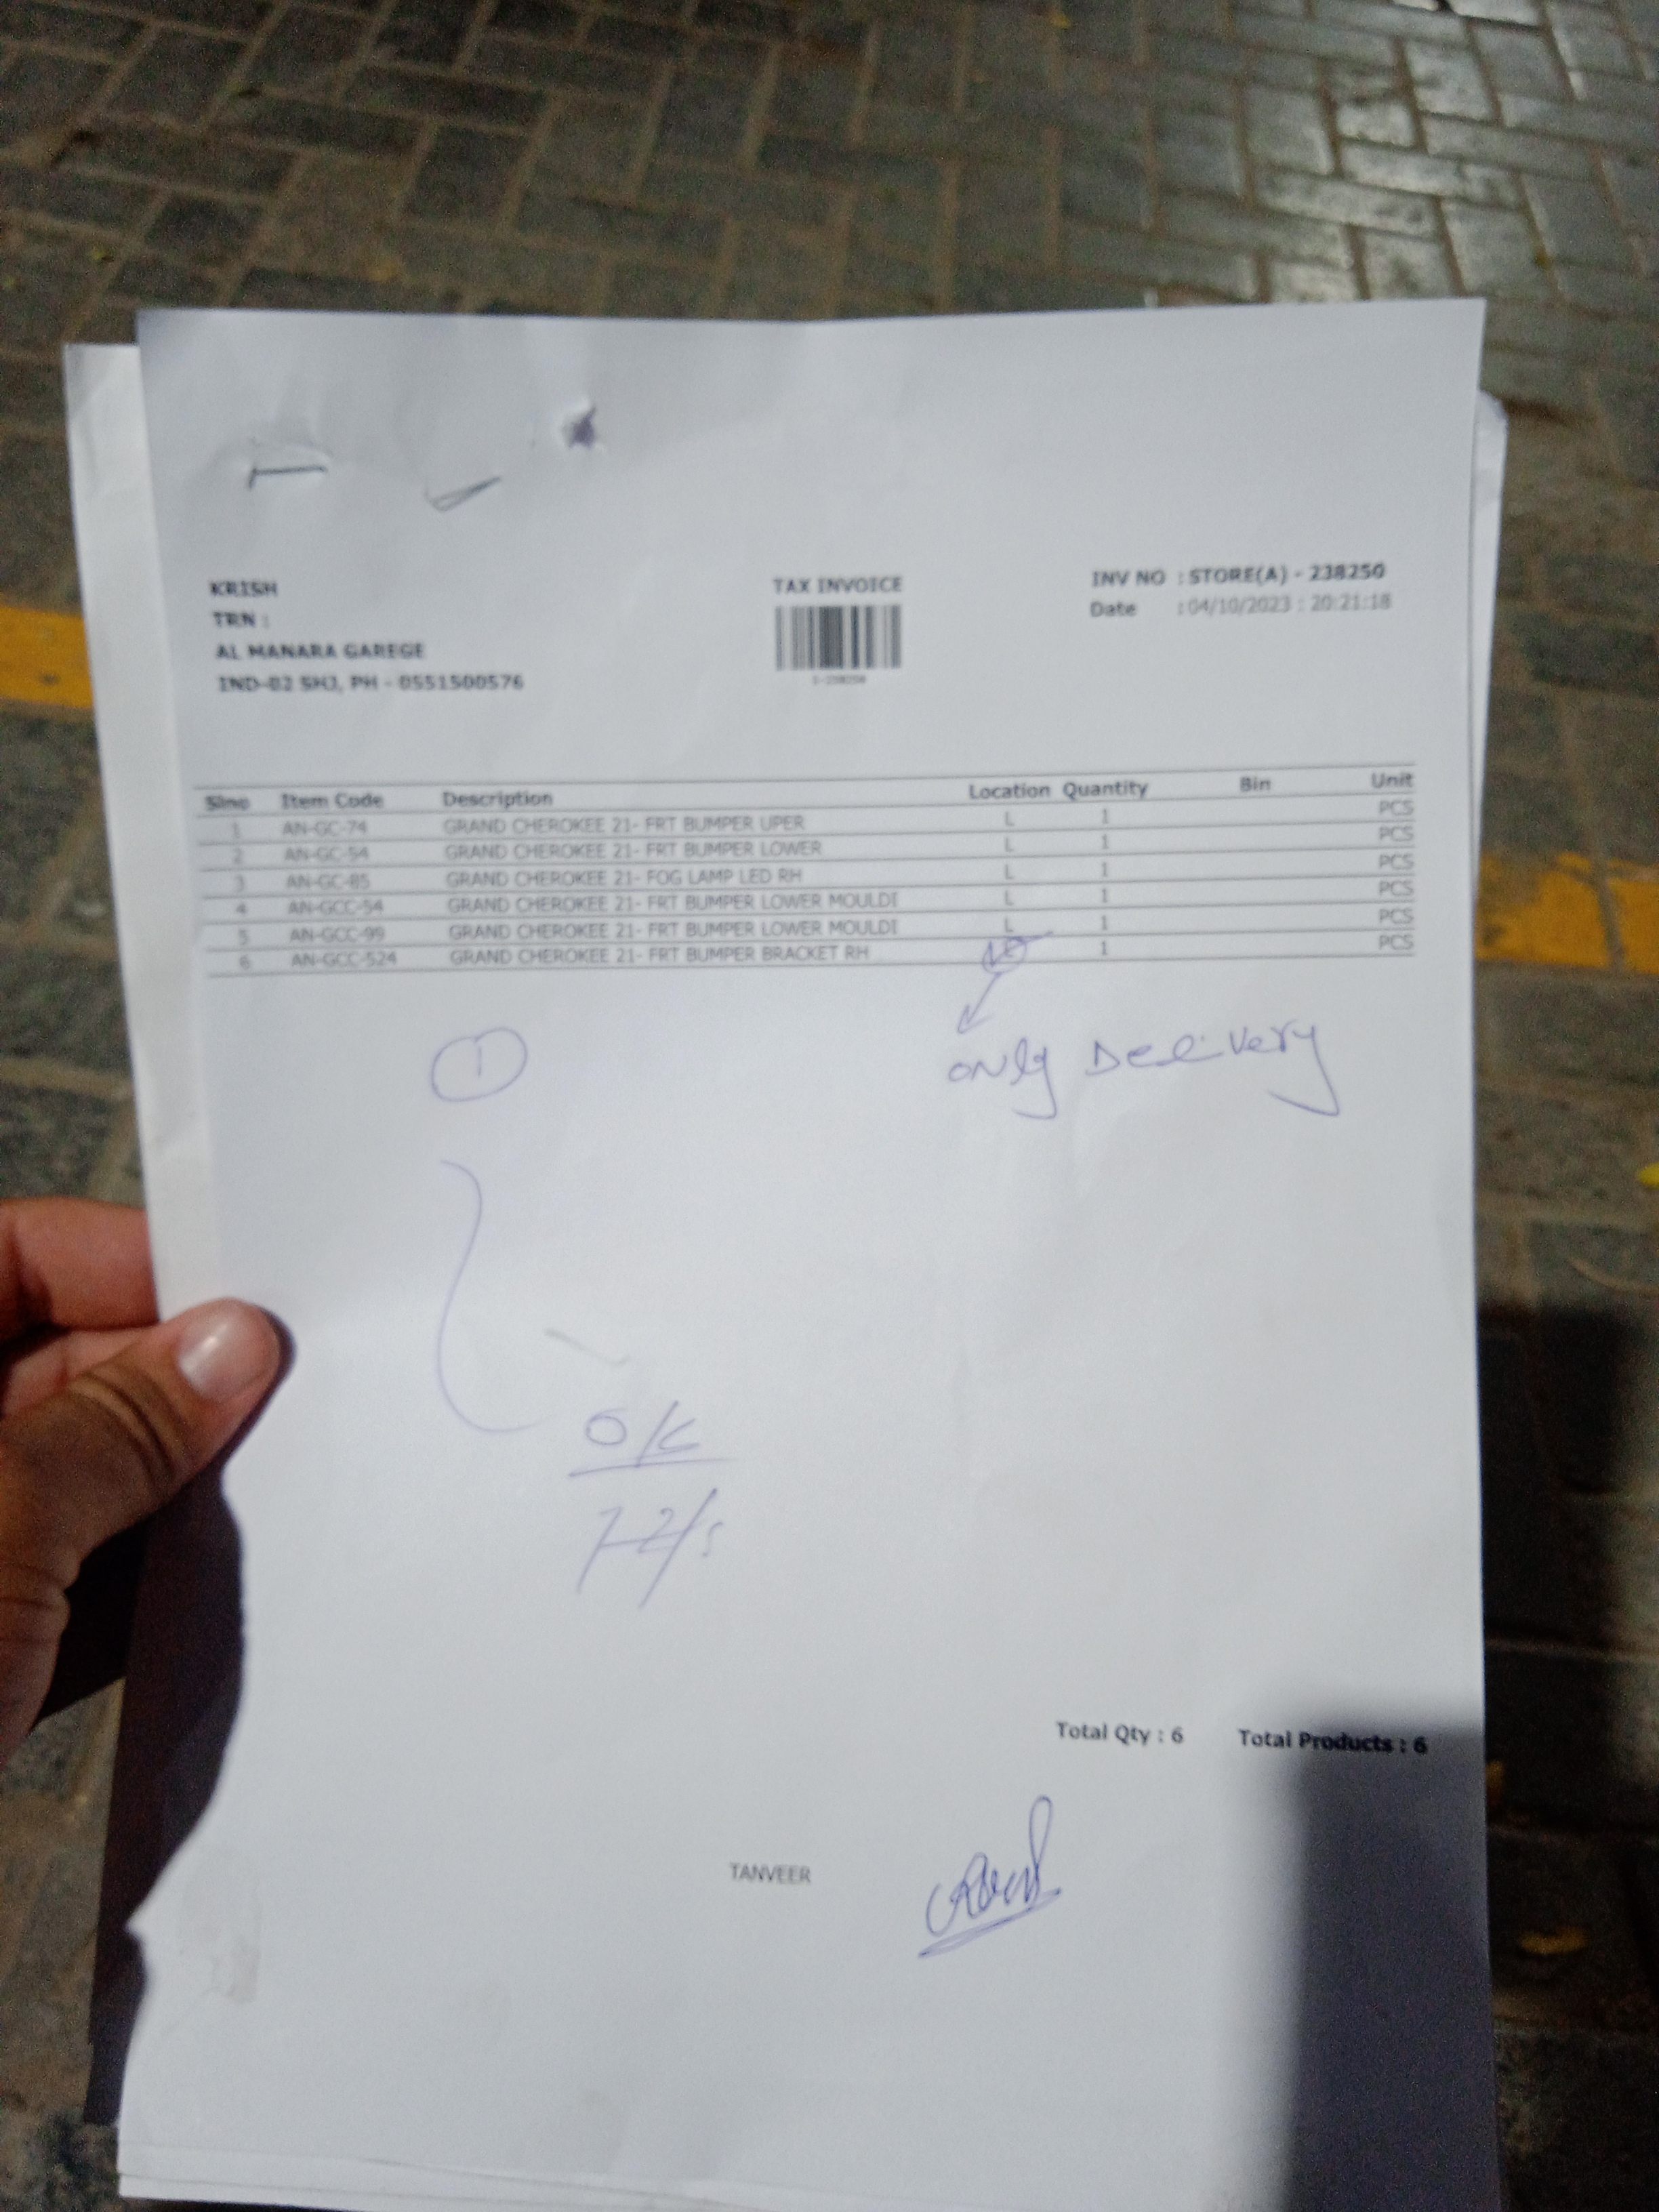 KRISH
TRN :
AL MANARA GAREGE
IND-02 SHJ, PH - 0551500576
TAX INVOICE
INV NO : STORE(A) - 238250
Date : 04/10/2023 : 20:21:18
Slno Item Code Description Location Quantity Bin Unit
1 AN-GC-74 GRAND CHEROKEE 21- FRT BUMPER UPER L 1 PCS
2 AN-GC-54 GRAND CHEROKEE 21- FRT BUMPER LOWER L 1 PCS
3 AN-GC-85 GRAND CHEROKEE 21- FOG LAMP LED RH L 1 PCS
4 AN-GCC-54 GRAND CHEROKEE 21- FRT BUMPER LOWER MOULDI L 1 PCS
5 AN-GCC-99 GRAND CHEROKEE 21- FRT BUMPER LOWER MOULDI L 1 PCS
6 AN-GCC-524 GRAND CHEROKEE 21- FRT BUMPER BRACKET RH 1 PCS
1
only Delivery
O/K
Total Qty : 6 Total Products : 6
TANVEER